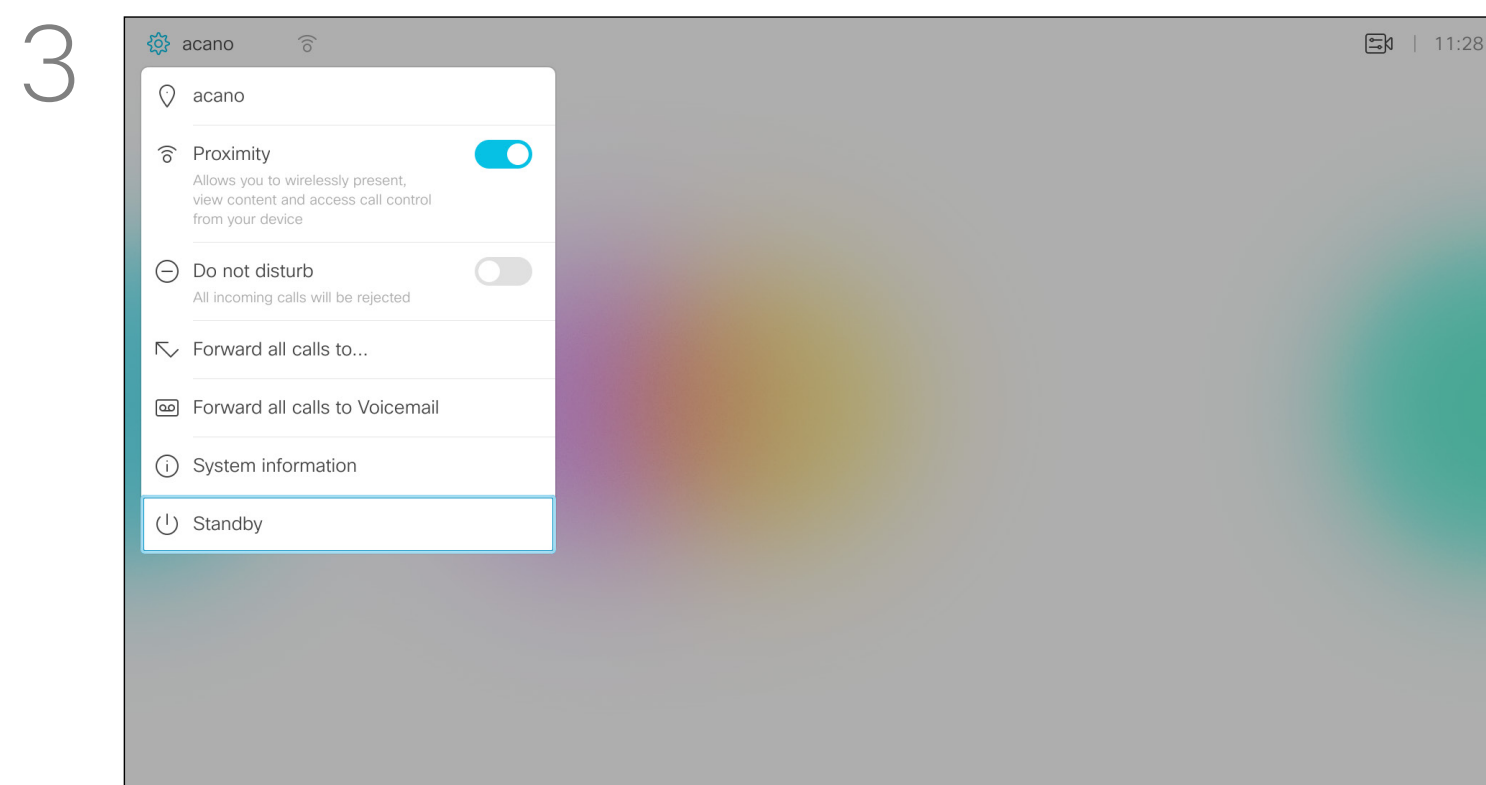 3
acano
11:28
acano
Proximity
Allows you to wirelessly present,
view content and access call control
from your device
Do not disturb
All incoming calls will be rejected
Forward all calls to...
Forward all calls to Voicemail
System information
Standby